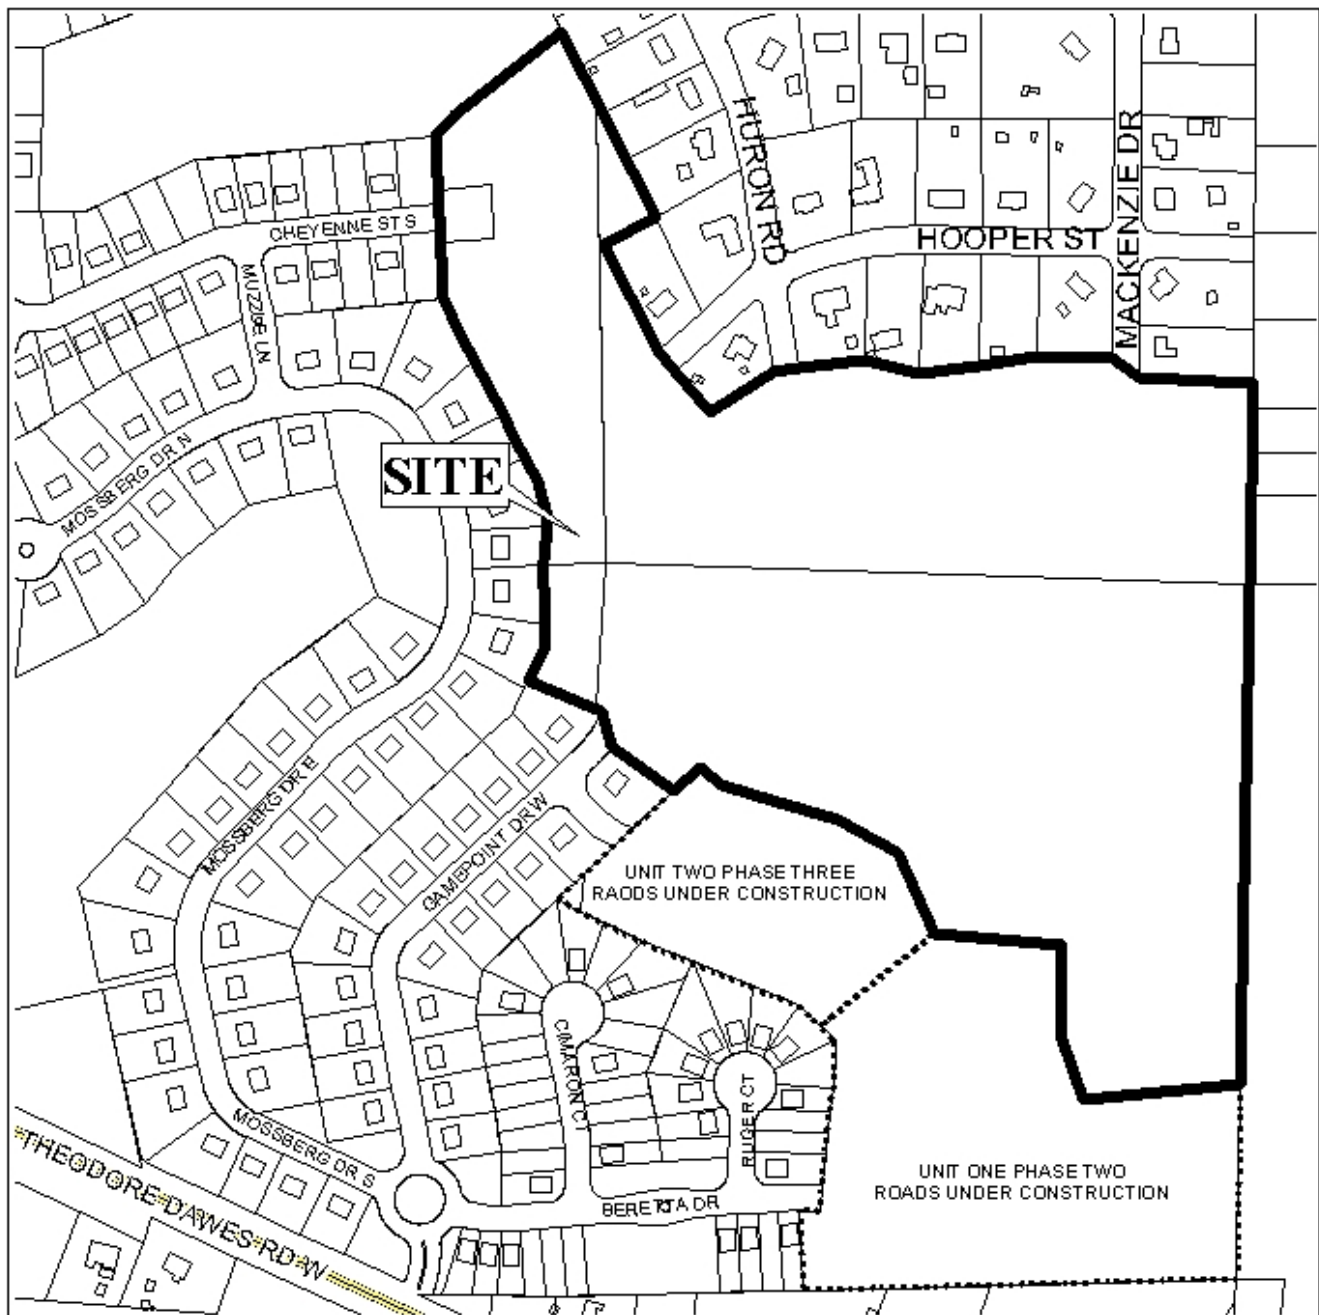 HURON RD
MACKENZIE DR
CHEYENNE ST S
HOOPER ST
MUZZLE LN
SITE
MOSSBERG DR N
MOSSBERG DR E
GAMEPOINT DR W
UNIT TWO PHASE THREE
RAODS UNDER CONSTRUCTION
CIMARON CT
RUGER CT
MOSSBERG DR S
THEODORE DAWES RD W
BERETTA DR
UNIT ONE PHASE TWO
ROADS UNDER CONSTRUCTION